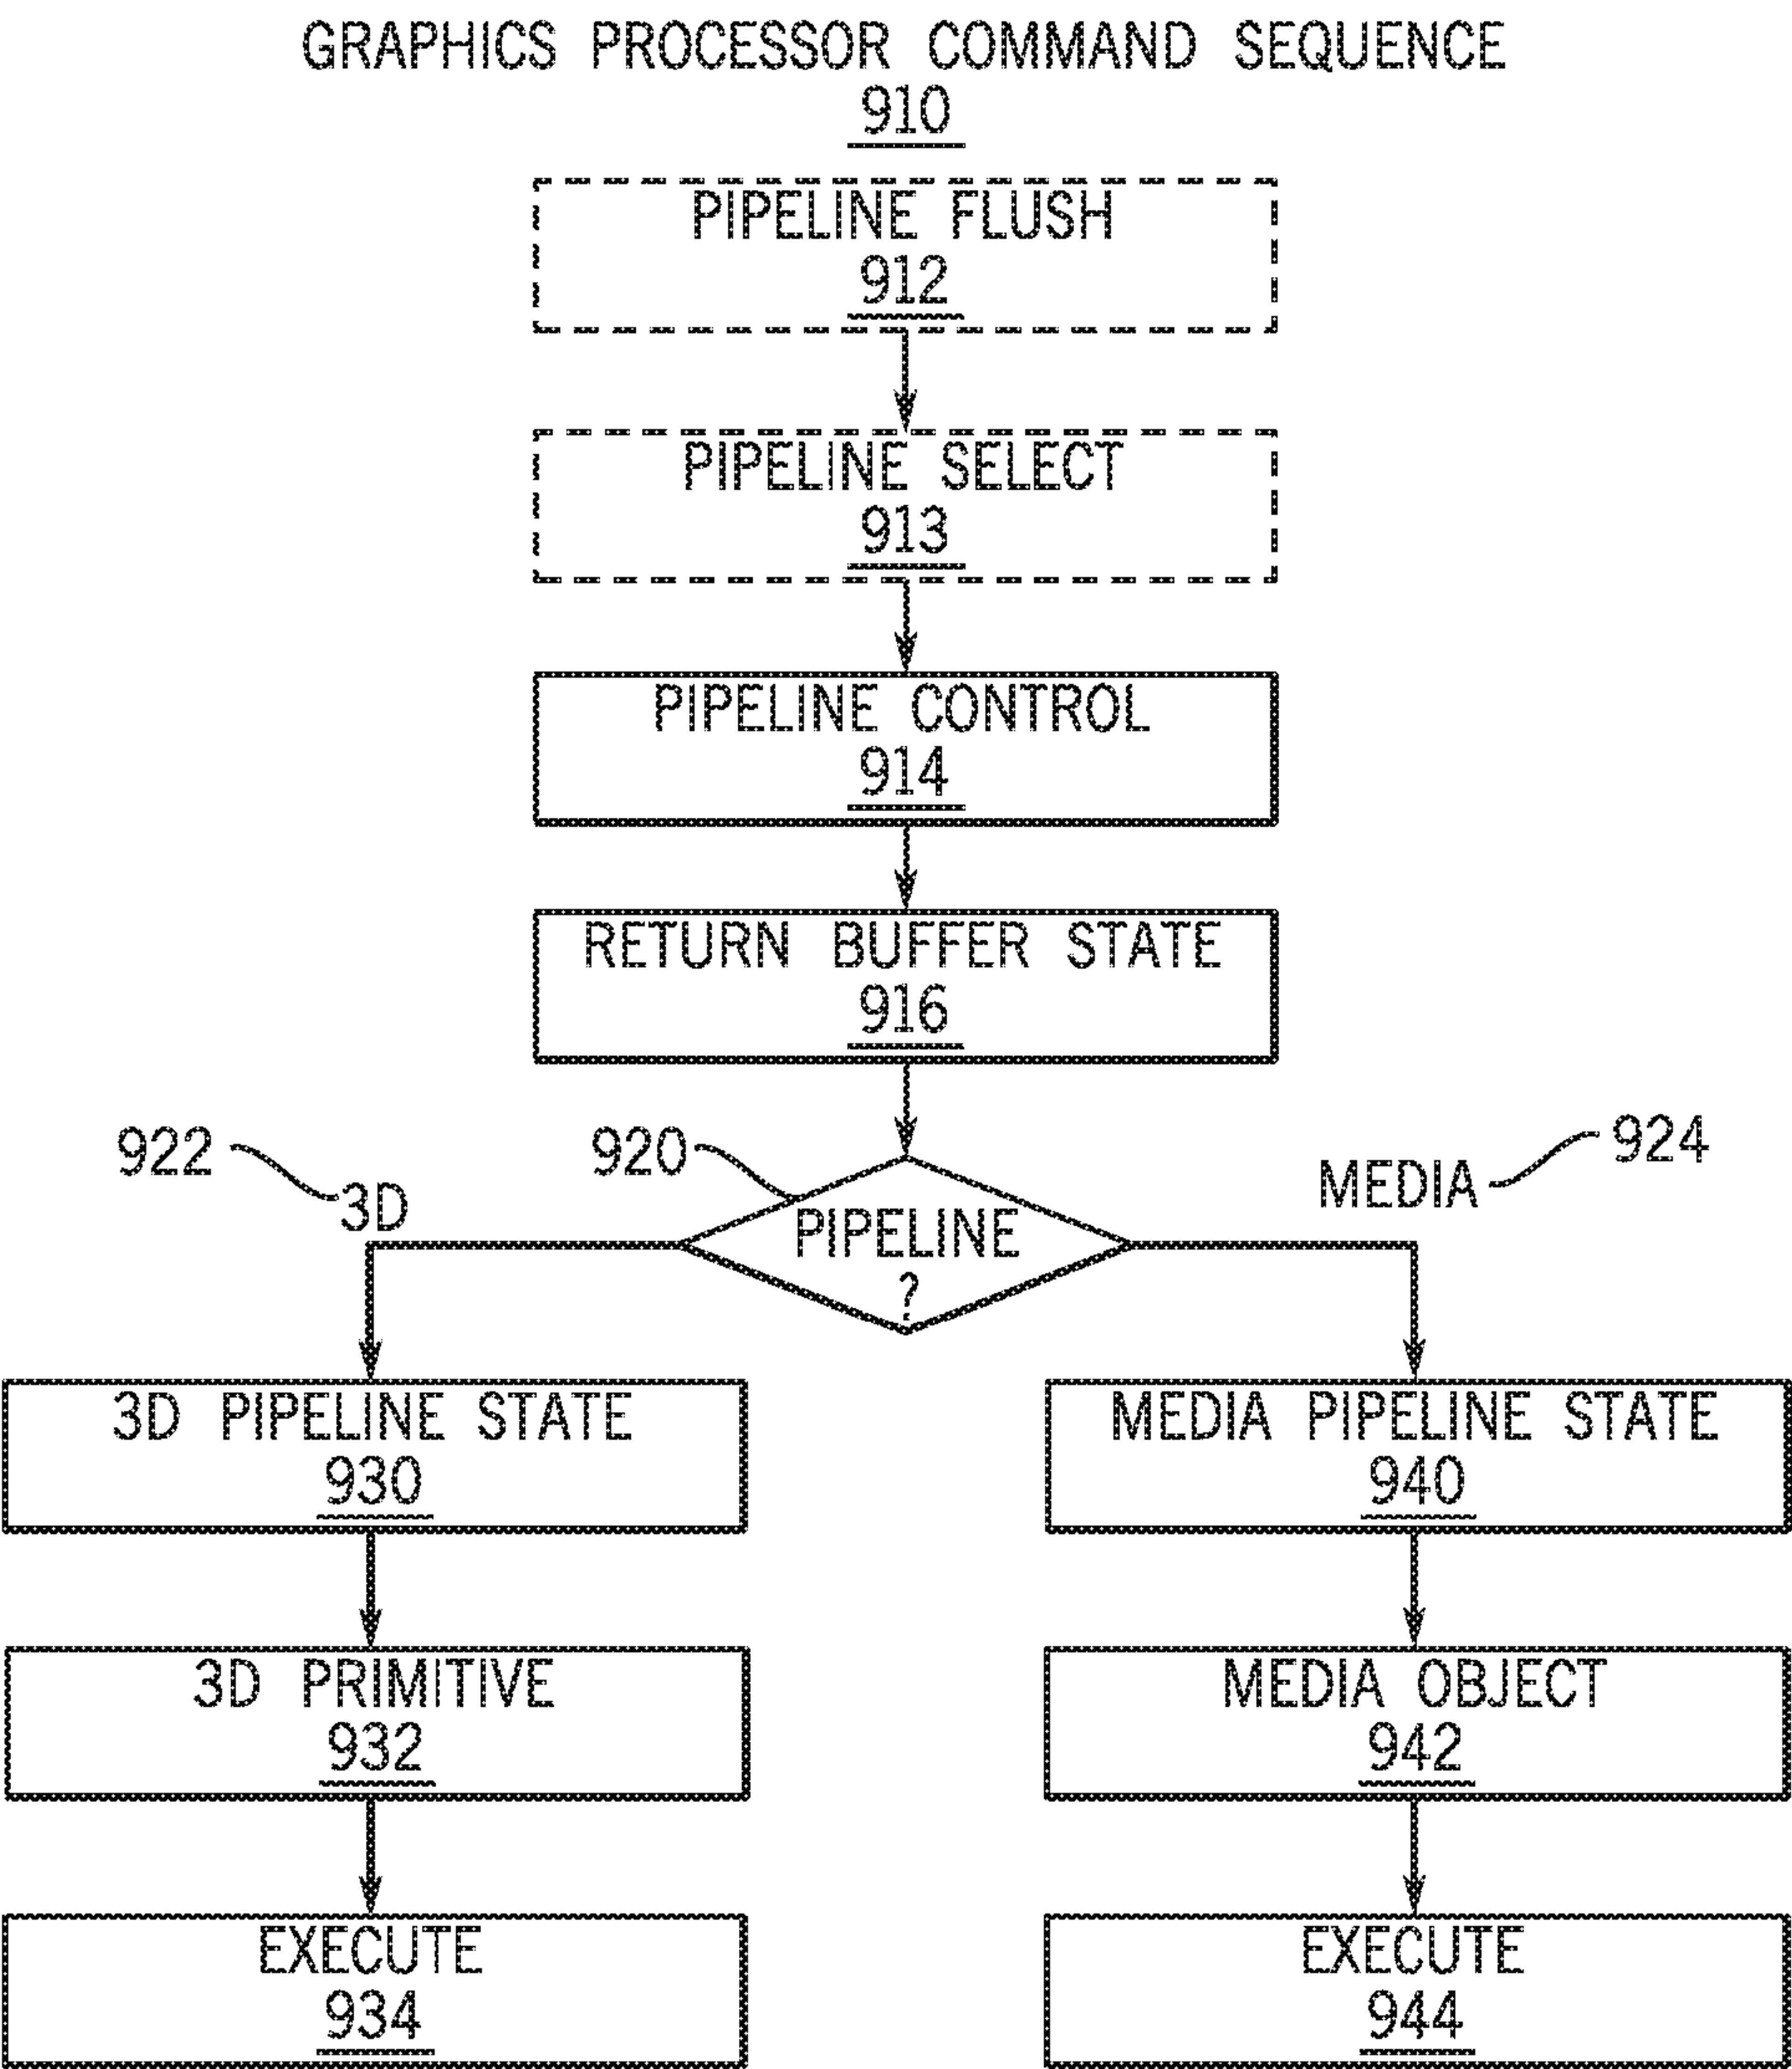 GRAPHICS PROCESSOR COMMAND SEQUENCE
910
PIPELINE FLUSH
912
PIPELINE SELECT
913
PIPELINE CONTROL
914
RETURN BUFFER STATE
916
922
920
924
3D
MEDIA
PIPELINE
?
3D PIPELINE STATE
930
MEDIA PIPELINE STATE
940
3D PRIMITIVE
932
MEDIA OBJECT
942
EXECUTE
934
EXECUTE
944